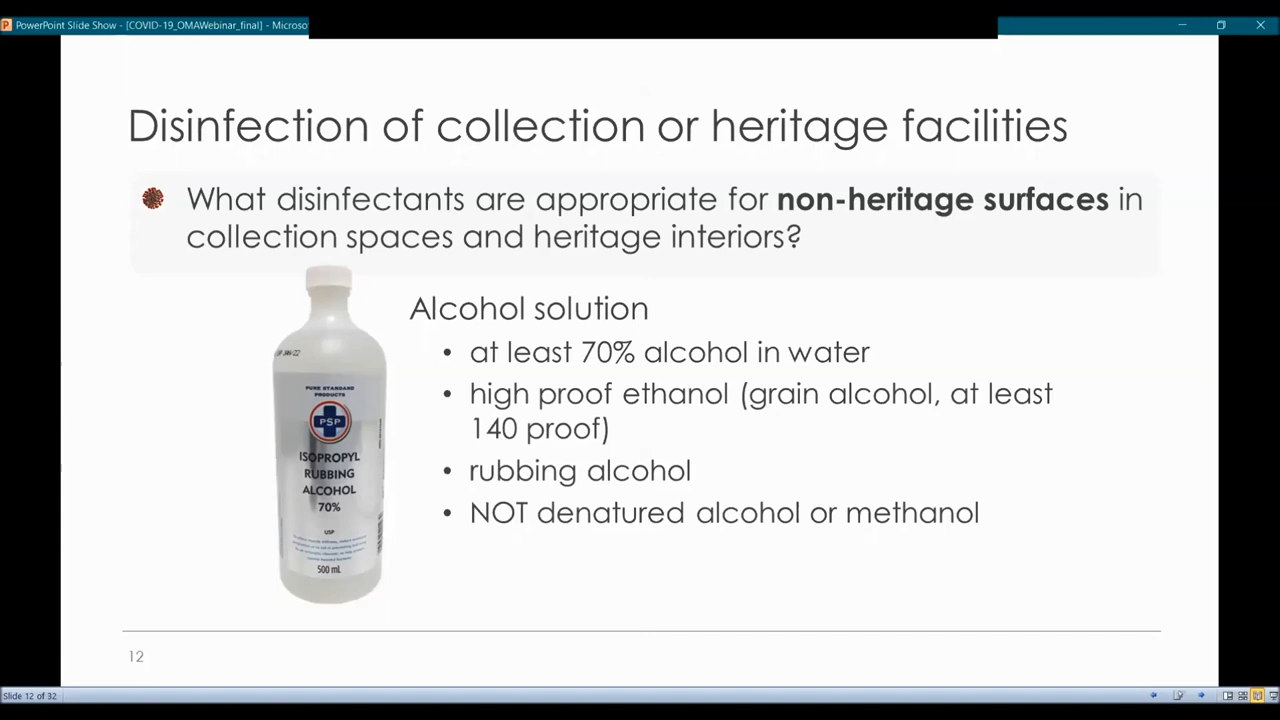 PowerPoint Slide Show - [COVID-19_OMAWebinar_final] - Microso
Disinfection of collection or heritage facilities
What disinfectants are appropriate for non-heritage surfaces in
collection spaces and heritage interiors?
Alcohol solution
• at least 70% alcohol in water
• high proof ethanol (grain alcohol, at least
140 proof)
• rubbing alcohol
• NOT denatured alcohol or methanol
PURE STANDARD
PRODUCTS
PSP
ISOPROPYL
RUBBING
ALCOHOL
70%
USP
500 mL
12
Slide 12 of 32